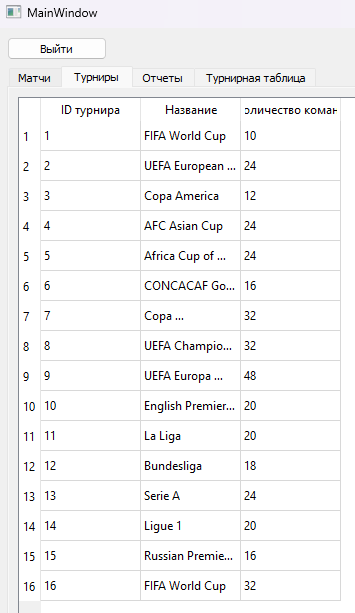 MainWindow
Выйти
Матчи Турниры Отчеты Турнирная таблица
ID турнира Название оличество коман
1 1 FIFA World Cup 10
2 2 UEFA European ... 24
3 3 Copa America 12
4 4 AFC Asian Cup 24
5 5 Africa Cup of ... 24
6 6 CONCACAF Go... 16
7 7 Copa ... 32
8 8 UEFA Champio... 32
9 9 UEFA Europa ... 48
10 10 English Premier... 20
11 11 La Liga 20
12 12 Bundesliga 18
13 13 Serie A 24
14 14 Ligue 1 20
15 15 Russian Premie... 16
16 16 FIFA World Cup 32